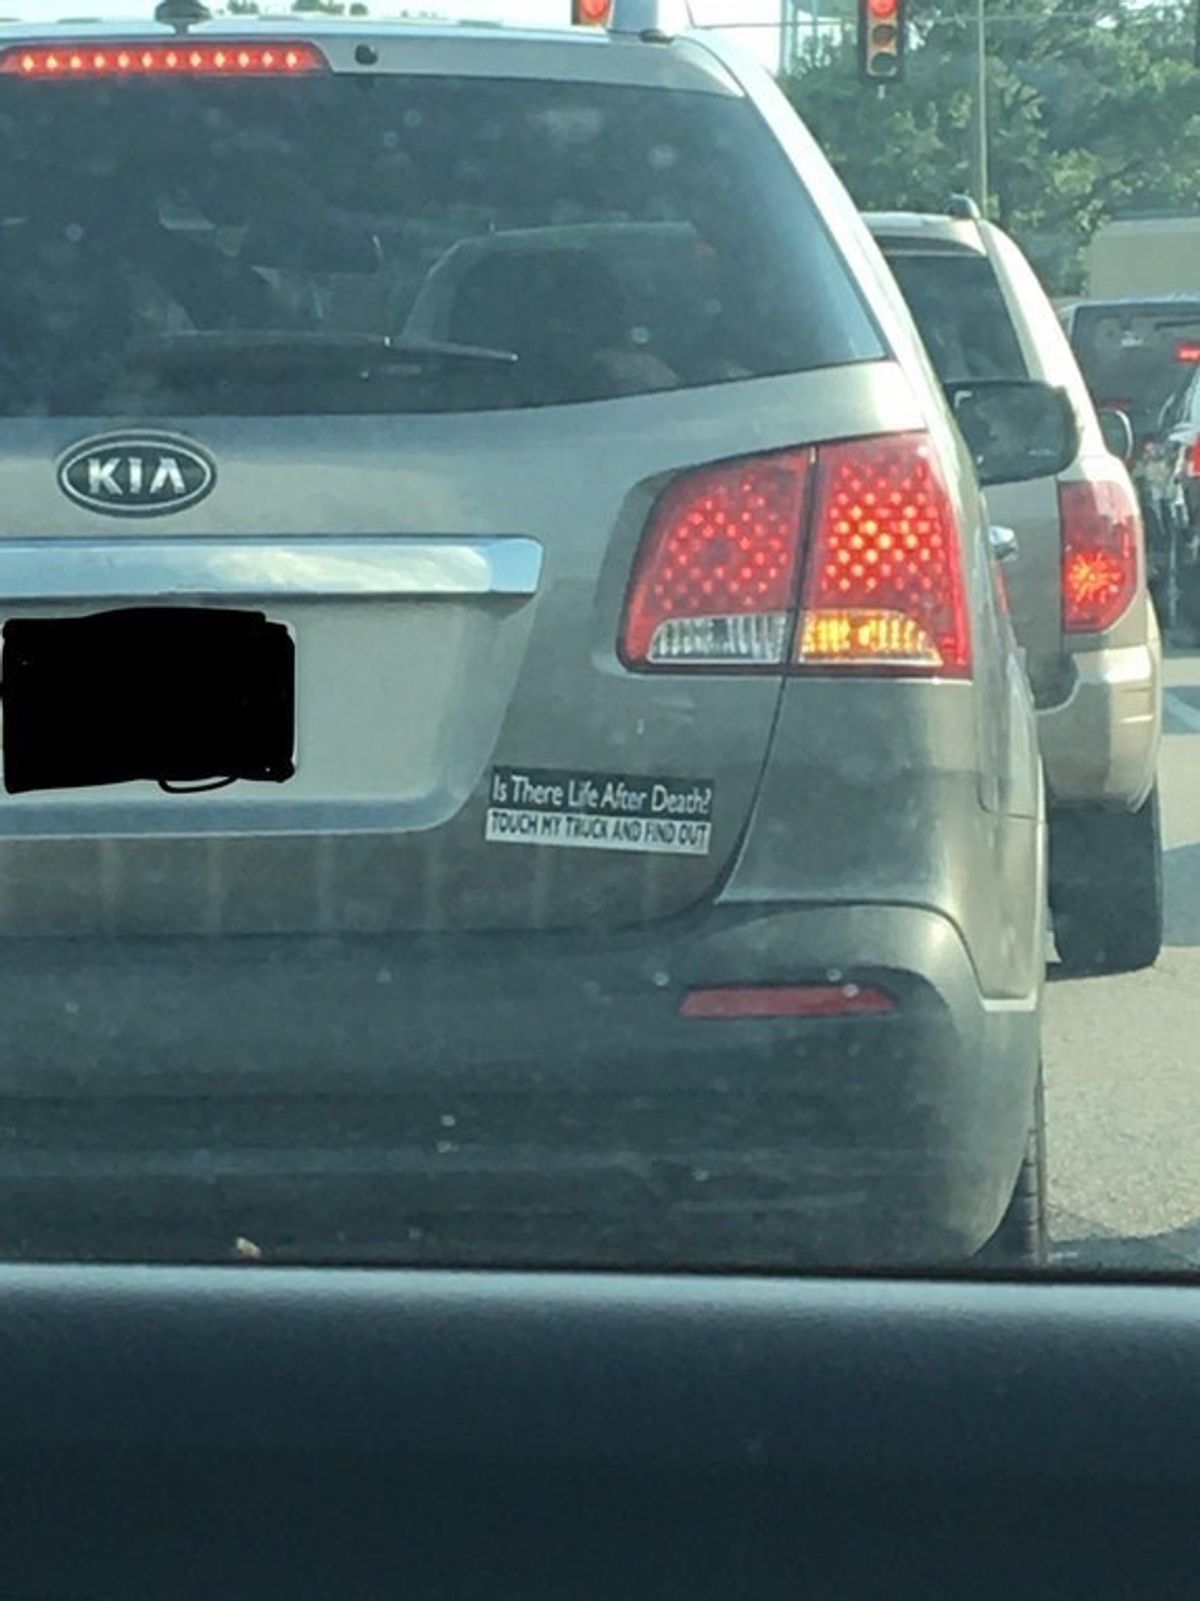 KIA
Is There Life After Death?
TOUCH MY TRUCK AND FIND OUT